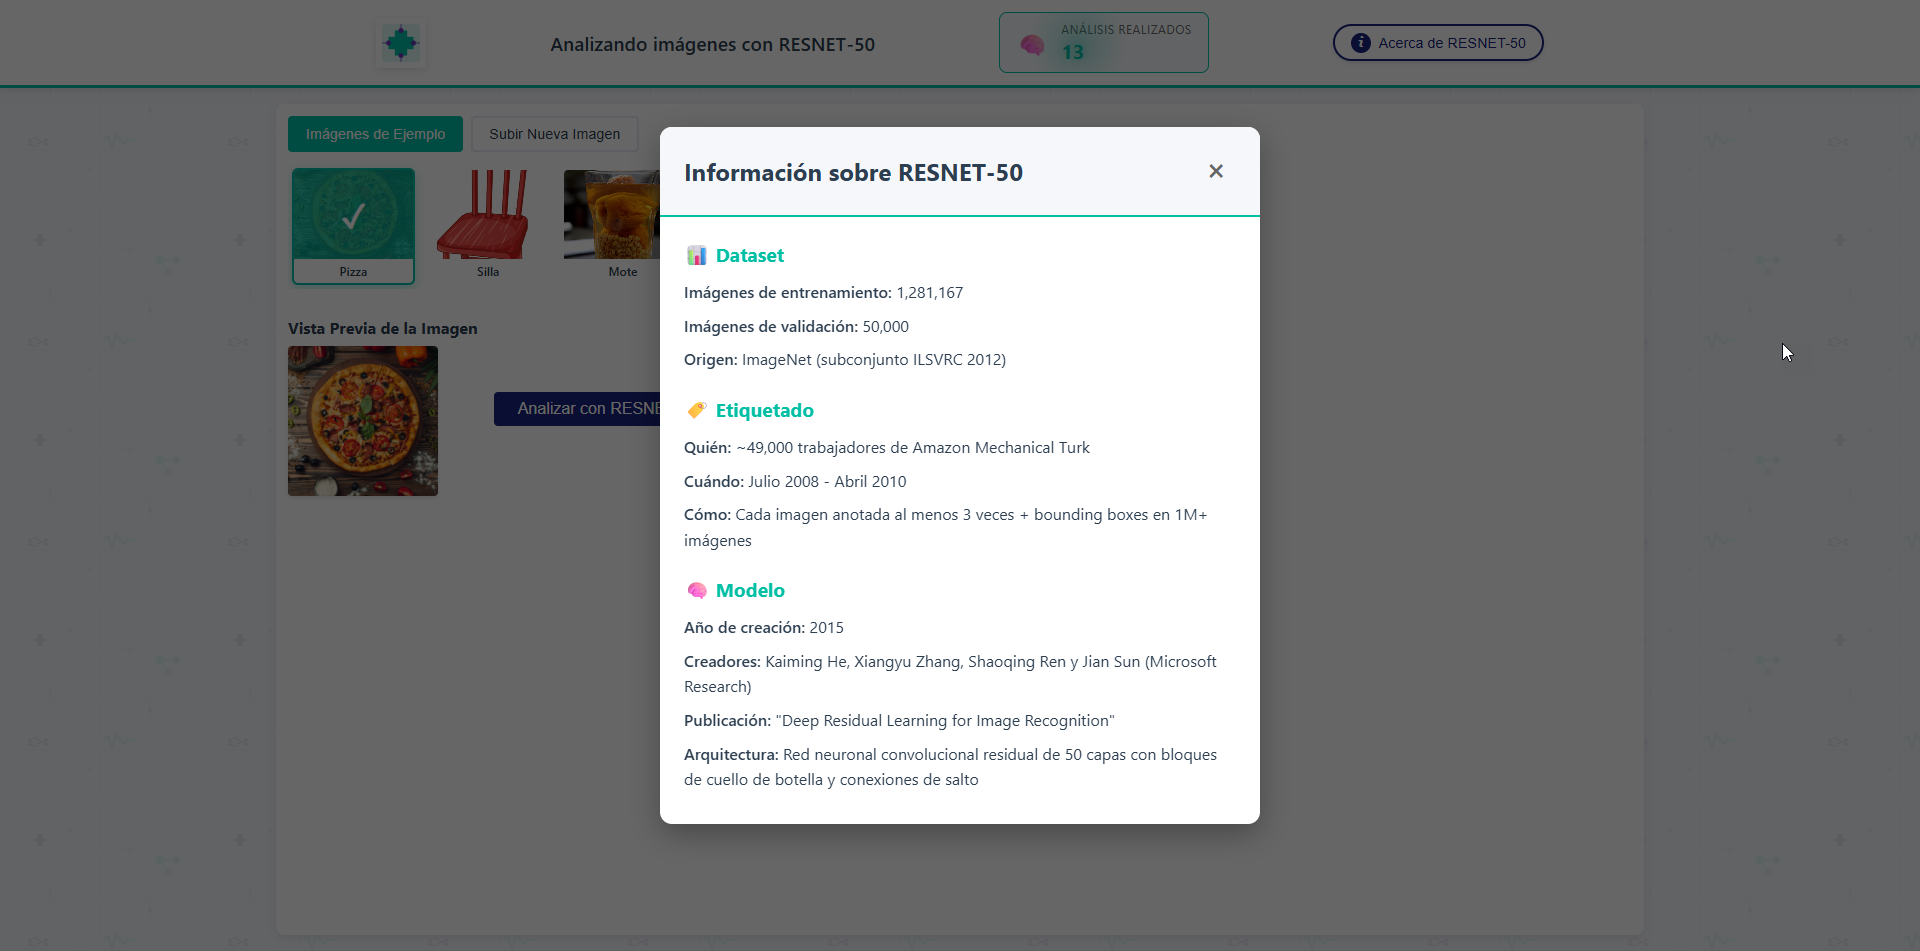 Analizando imágenes con RESNET-50
ANÁLISIS REALIZADOS
13
Acerca de RESNET-50
Imágenes de Ejemplo
Subir Nueva Imagen
Pizza
Silla
Mote
Vista Previa de la Imagen
Analizar con RESNE
Información sobre RESNET-50
×
Dataset
Imágenes de entrenamiento: 1,281,167
Imágenes de validación: 50,000
Origen: ImageNet (subconjunto ILSVRC 2012)
Etiquetado
Quién: ~49,000 trabajadores de Amazon Mechanical Turk
Cuándo: Julio 2008 - Abril 2010
Cómo: Cada imagen anotada al menos 3 veces + bounding boxes en 1M+
imágenes
Modelo
Año de creación: 2015
Creadores: Kaiming He, Xiangyu Zhang, Shaoqing Ren y Jian Sun (Microsoft
Research)
Publicación: "Deep Residual Learning for Image Recognition"
Arquitectura: Red neuronal convolucional residual de 50 capas con bloques
de cuello de botella y conexiones de salto